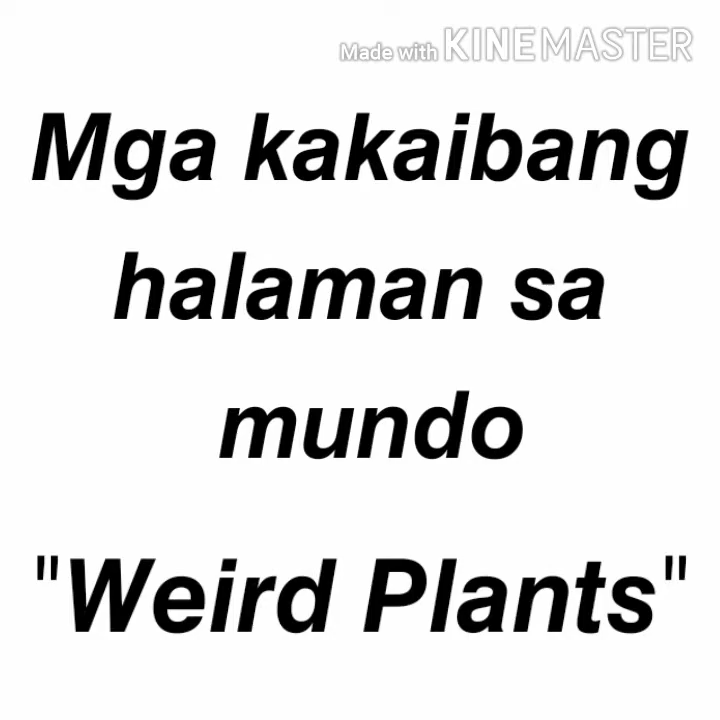 Made with KINEMASTER
Mga kakaibang
halaman sa
mundo
"Weird Plants"